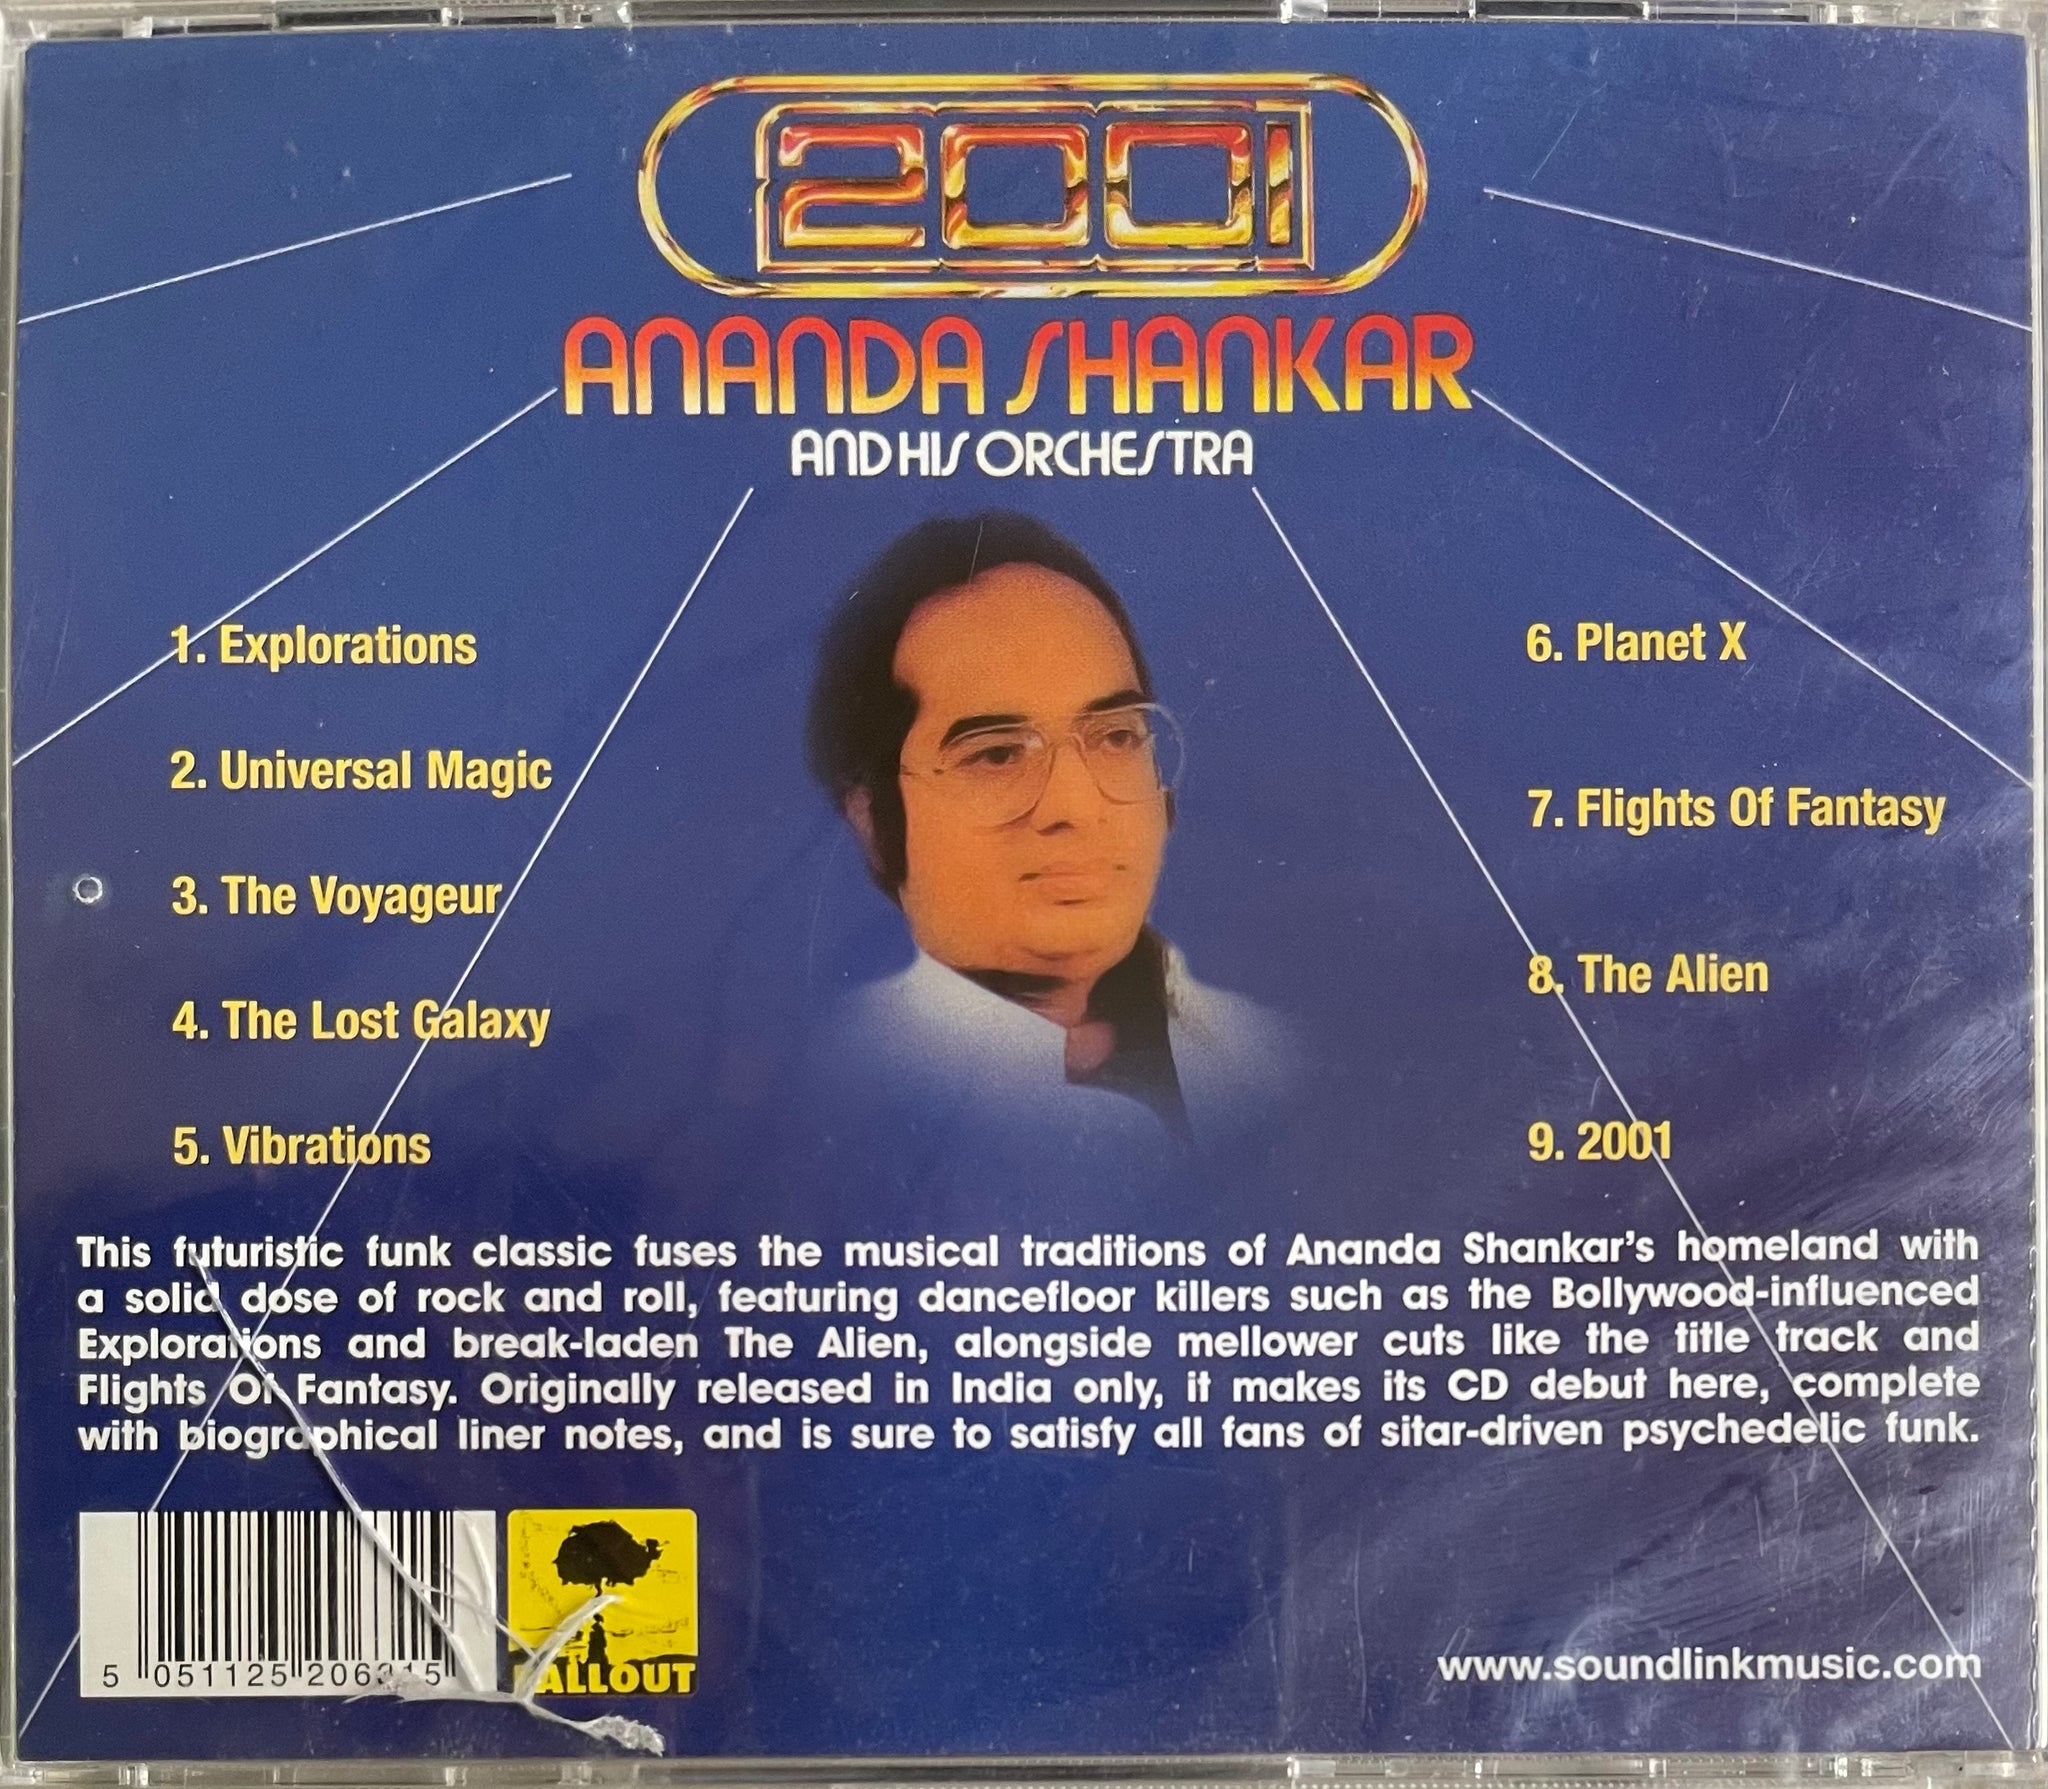 2001
ANANDA SHANKAR
AND HIS ORCHESTRA
1. Explorations
2. Universal Magic
3. The Voyageur
4. The Lost Galaxy
5. Vibrations
6. Planet X
7. Flights Of Fantasy
8. The Alien
9. 2001
This futuristic funk classic fuses the musical traditions of Ananda Shankar's homeland with
a solid dose of rock and roll, featuring dancefloor killers such as the Bollywood-influenced
Explorations and break-laden The Alien, alongside mellower cuts like the title track and
Flights Of Fantasy. Originally released in India only, it makes its CD debut here, complete
with biographical liner notes, and is sure to satisfy all fans of sitar-driven psychedelic funk.
5 051125 206315
FALLOUT
www.soundlinkmusic.com